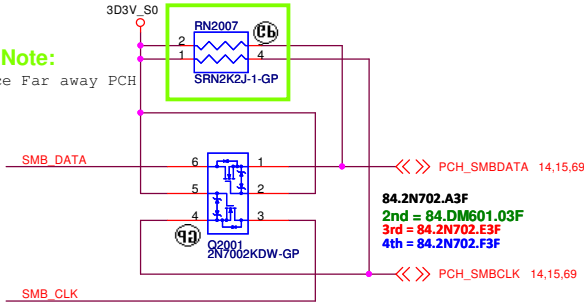 3D3V_S0
RN2007
2
3
1
4
SRN2K2J-1-GP
Note:
ce Far away PCH
SMB_DATA
6
1
PCH_SMBDATA 14,15,69
5
2
4
3
84.2N702.A3F
2nd = 84.DM601.03F
3rd = 84.2N702.E3F
4th = 84.2N702.F3F
Q2001
2N7002KDW-GP
PCH_SMBCLK 14,15,69
SMB_CLK